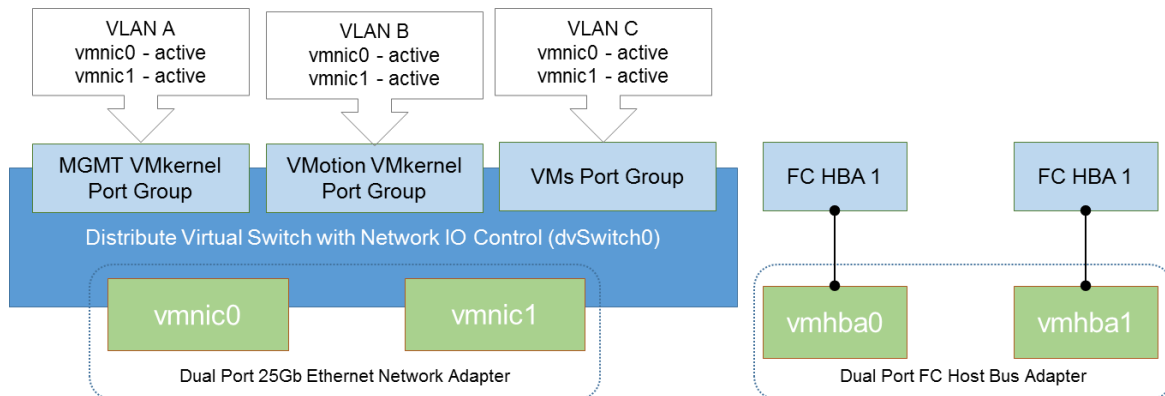 VLAN A
vmnic0 - active
vmnic1 - active
VLAN B
vmnic0 - active
vmnic1 - active
VLAN C
vmnic0 - active
vmnic1 - active
MGMT VMkernel
Port Group
VMotion VMkernel
Port Group
VMs Port Group
FC HBA 1
FC HBA 1
Distribute Virtual Switch with Network IO Control (dvSwitch0)
vmnic0
vmnic1
vmhba0
vmhba1
Dual Port 25Gb Ethernet Network Adapter
Dual Port FC Host Bus Adapter